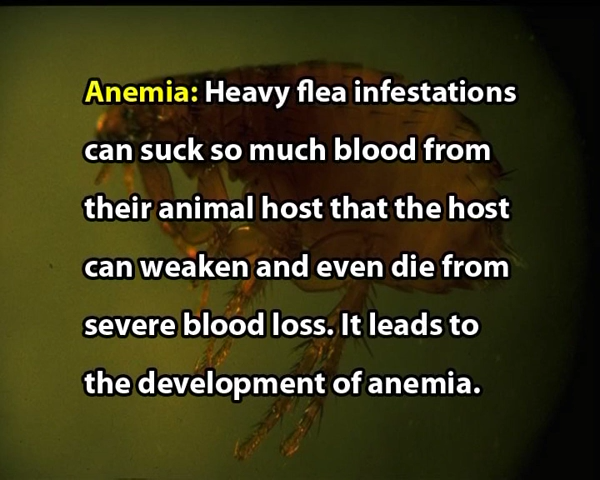 Anemia: Heavy flea infestations
can suck so much blood from
their animal host that the host
can weaken and even die from
severe blood loss. It leads to
the development of anemia.